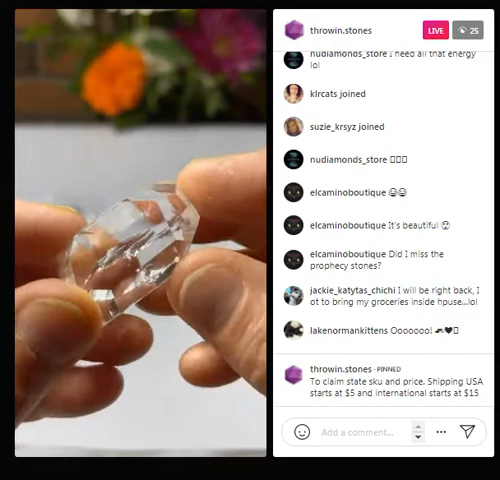 throwin.stones
LIVE
25
nudiamonds_store I need all that energy
lol
klrcats joined
suzie_krsyz joined
nudiamonds_store
elcaminoboutique 😂😂
elcaminoboutique It's beautiful 😍
elcaminoboutique Did I miss the
prophecy stones?
jackie_katytas_chichi I will be right back, I
ot to bring my groceries inside hpuse...lol
lakenormankittens Ooooooo!
throwin.stones · PINNED
To claim state sku and price. Shipping USA
starts at $5 and international starts at $15
Add a comment...